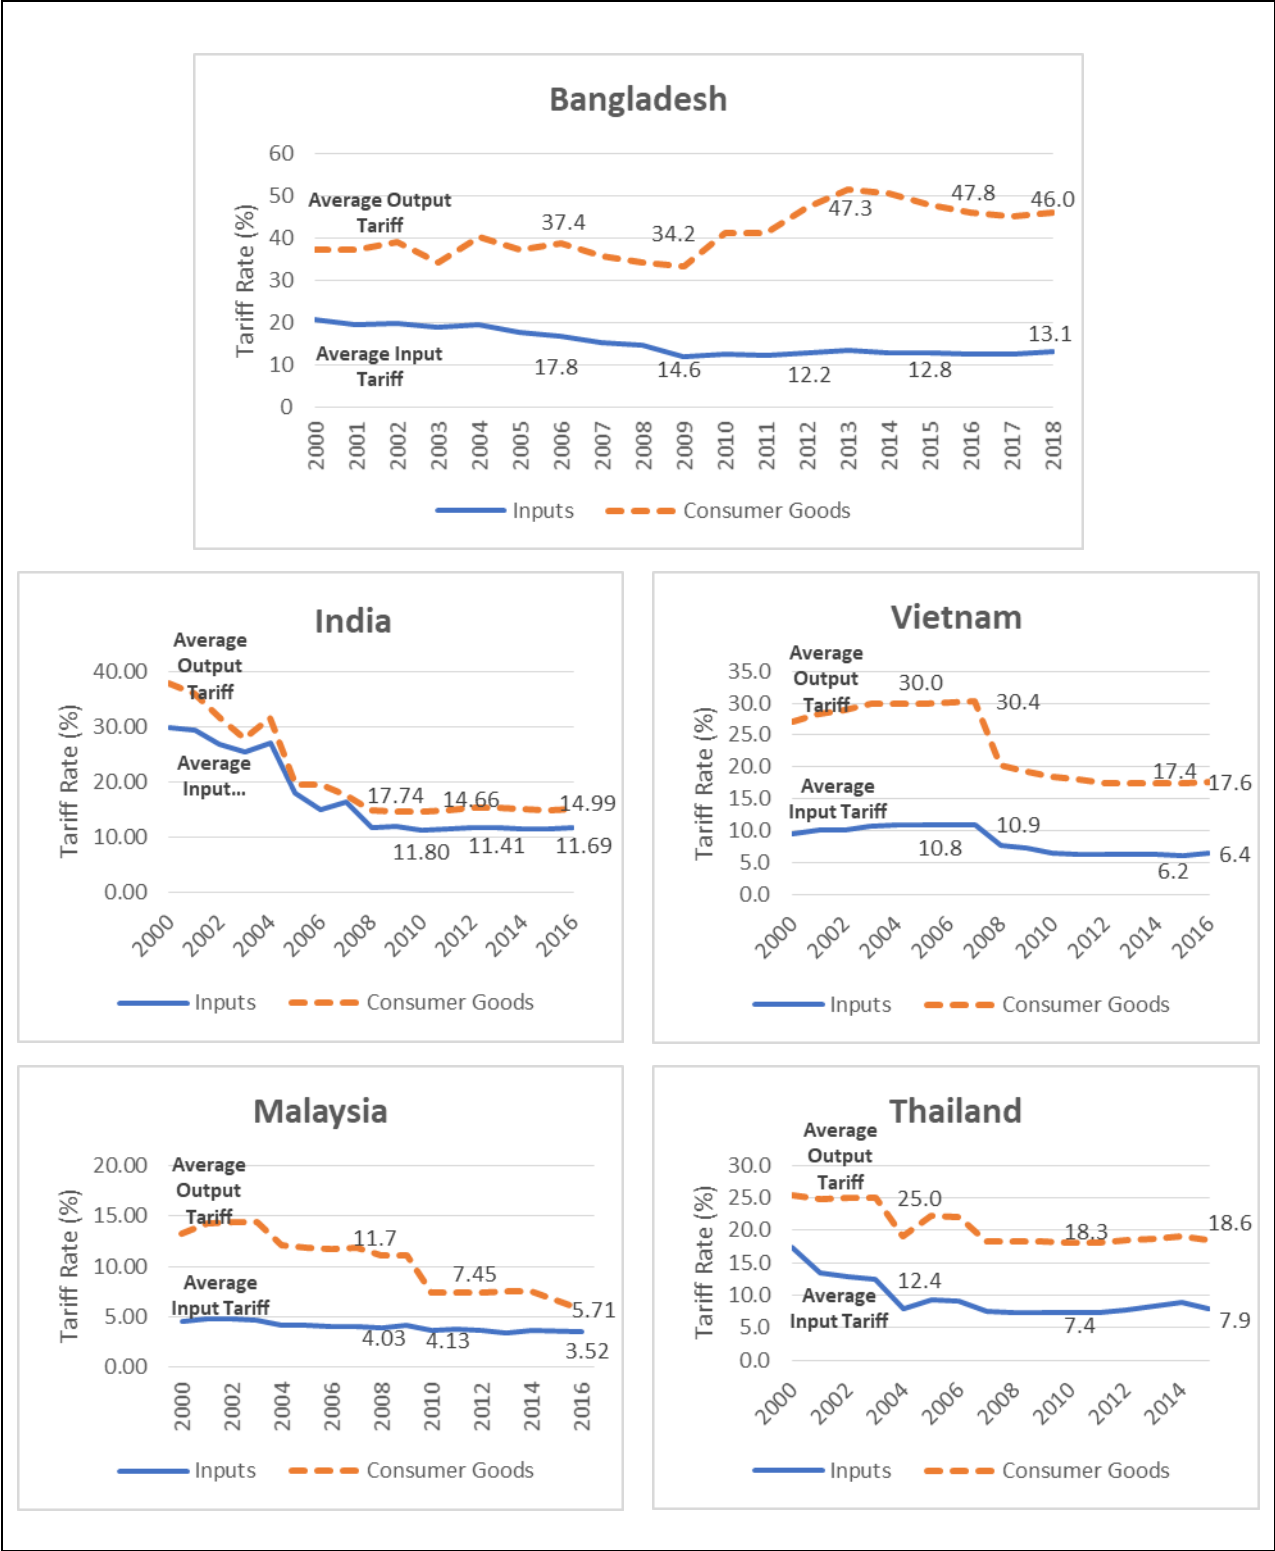 Bangladesh
60
50
40
30
20
10
0
Tariff Rate (%)
Average Output
Tariff
37.4
34.2
47.3
47.8
46.0
Average Input
Tariff
17.8
14.6
12.2
12.8
13.1
2000
2001
2002
2003
2004
2005
2006
2007
2008
2009
2010
2011
2012
2013
2014
2015
2016
2017
2018
Inputs
Consumer Goods
India
Average
Output
Tariff
40.00
30.00
20.00
10.00
0.00
Tariff Rate (%)
Average
Input...
17.74
14.66
14.99
11.80
11.41
11.69
2000
2002
2004
2006
2008
2010
2012
2014
2016
Inputs
Consumer Goods
Vietnam
Average
Output
Tariff
35.0
30.0
25.0
20.0
15.0
10.0
5.0
0.0
Tariff Rate (%)
30.0
30.4
17.4
17.6
Average
Input Tariff
10.8
10.9
6.2
6.4
2000
2002
2004
2006
2008
2010
2012
2014
2016
Inputs
Consumer Goods
Malaysia
20.00
15.00
10.00
5.00
0.00
Tariff Rate (%)
Average
Output
Tariff
11.7
7.45
5.71
Average
Input Tariff
4.03
4.13
3.52
2000
2002
2004
2006
2008
2010
2012
2014
2016
Inputs
Consumer Goods
Thailand
Average
Output
Tariff
30.0
25.0
20.0
15.0
10.0
5.0
0.0
Tariff Rate (%)
25.0
18.3
18.6
12.4
Average
Input Tariff
7.4
7.9
2000
2002
2004
2006
2008
2010
2012
2014
Inputs
Consumer Goods